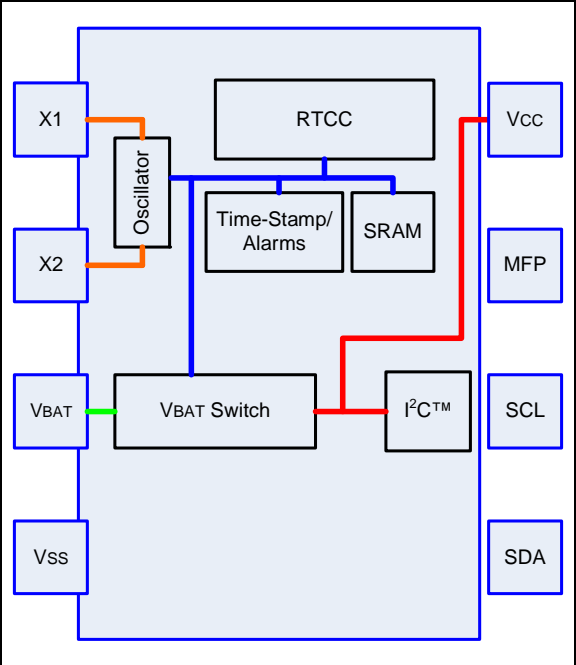 X1
X2
VBAT
VSS
Oscillator
RTCC
Time-Stamp/
Alarms
SRAM
VBAT Switch
I²C™
VCC
MFP
SCL
SDA